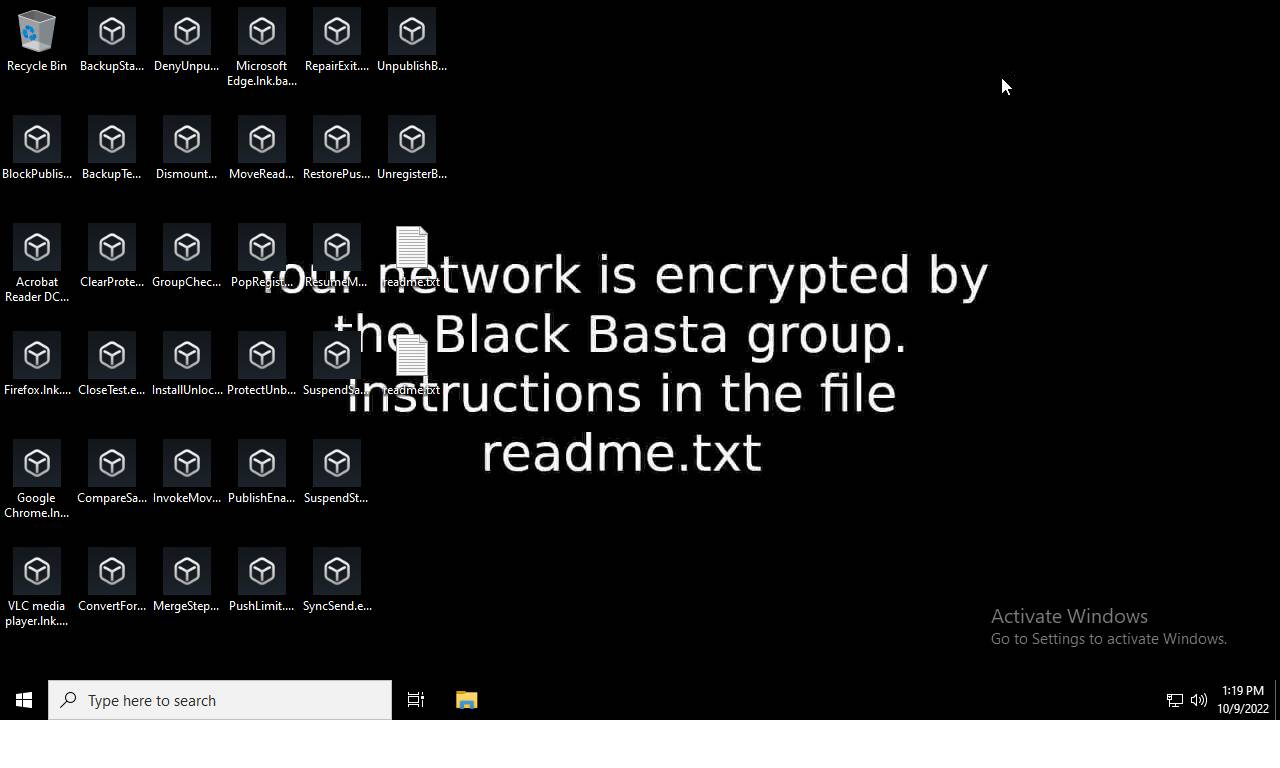 Recycle Bin
BackupSta...
DenyUnpu...
Microsoft
Edge.lnk.ba...
RepairExit....
UnpublishB...
BlockPublis...
BackupTe...
Dismount...
MoveRead...
RestorePus...
UnregisterB...
Acrobat
Reader DC...
ClearProte...
GroupChec...
PopRegist...
ResumeM...
readme.txt
Firefox.lnk....
CloseTest.e...
InstallUnloc...
ProtectUnb...
SuspendSa...
readme.txt
Google
Chrome.ln...
CompareSa...
InvokeMov...
PublishEna...
SuspendSt...
VLC media
player.lnk....
ConvertFor...
MergeStep...
PushLimit....
SyncSend.e...
Your network is encrypted by
the Black Basta group.
Instructions in the file
readme.txt
Activate Windows
Go to Settings to activate Windows.
Type here to search
1:19 PM
10/9/2022